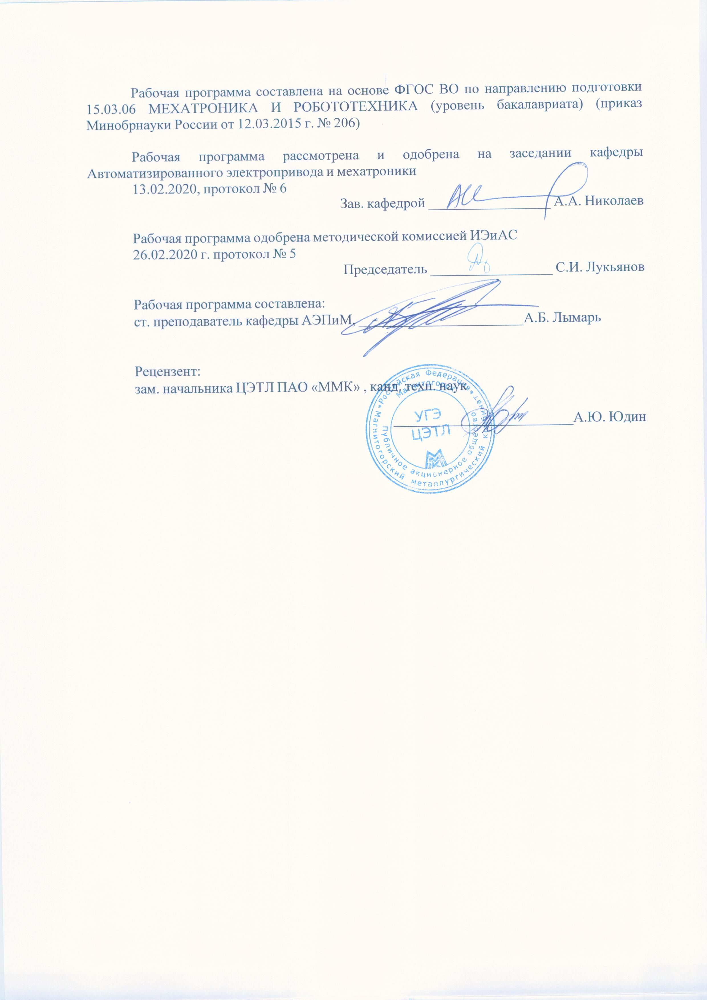 Рабочая программа составлена на основе ФГОС ВО по направлению подготовки
15.03.06 МЕХАТРОНИКА И РОБОТОТЕХНИКА (уровень бакалавриата) (приказ
Минобрнауки России от 12.03.2015 г. № 206)
Рабочая программа рассмотрена и одобрена на заседании кафедры
Автоматизированного электропривода и мехатроники
13.02.2020, протокол № 6
Зав. кафедрой ________________ А.А. Николаев
Рабочая программа одобрена методической комиссией ИЭиАС
26.02.2020 г. протокол № 5
Председатель ________________ С.И. Лукьянов
Рабочая программа составлена:
ст. преподаватель кафедры АЭПиМ, ______________________А.Б. Лымарь
Рецензент:
зам. начальника ЦЭТЛ ПАО «ММК» , канд. техн. наук
________________________А.Ю. Юдин
*Российская Федерация*
Магнитогорск
*Магнитогорский металлургический комбинат*
Публичное акционерное общество
УГЭ
ЦЭТЛ